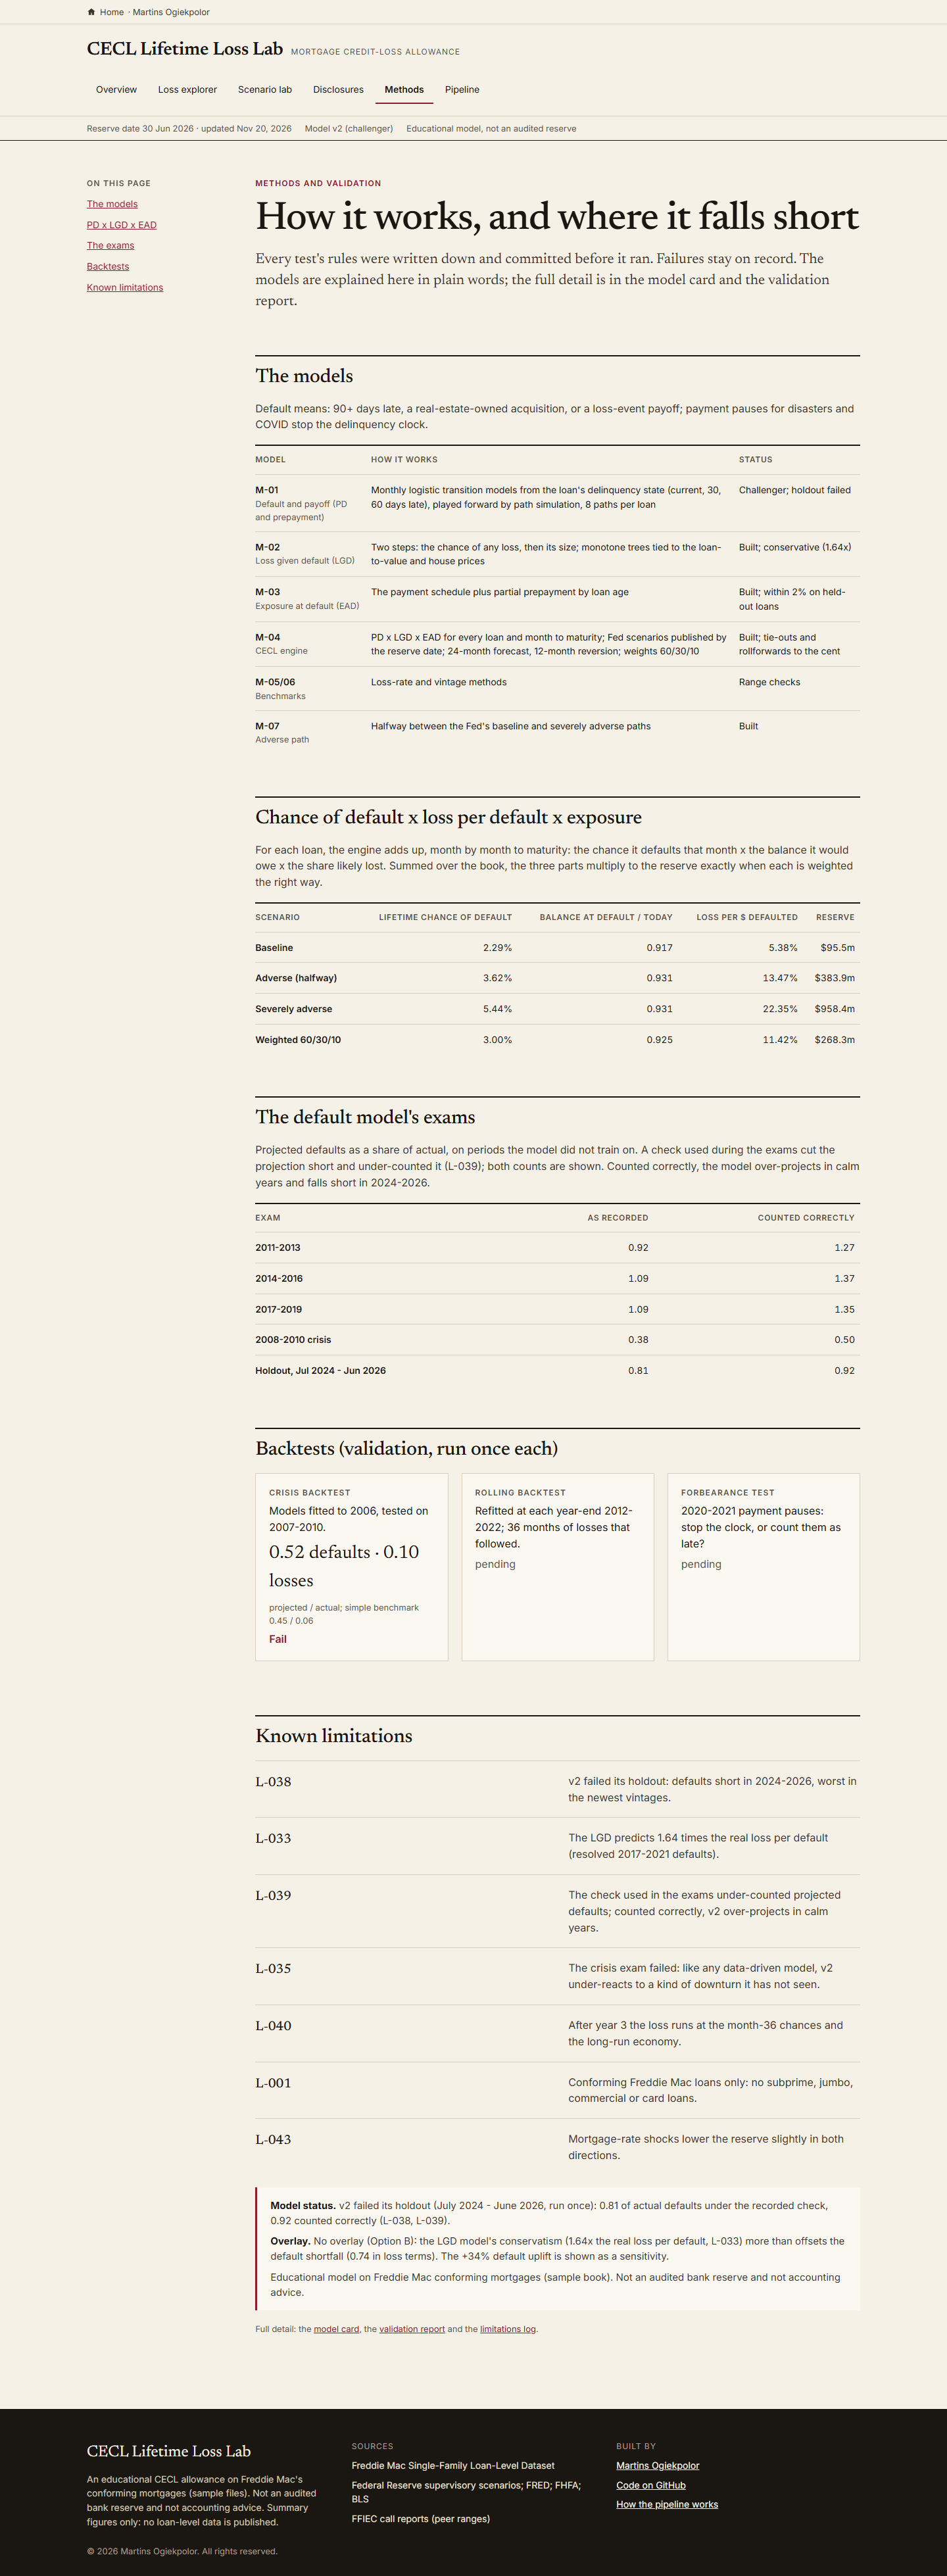 Home · Martins Ogiekpolor
CECL Lifetime Loss Lab MORTGAGE CREDIT-LOSS ALLOWANCE
Overview Loss explorer Scenario lab Disclosures Methods Pipeline
Reserve date 30 Jun 2026 · updated Nov 20, 2026 Model v2 (challenger) Educational model, not an audited reserve
ON THIS PAGE
The models
PD x LGD x EAD
The exams
Backtests
Known limitations
METHODS AND VALIDATION
How it works, and where it falls short
Every test's rules were written down and committed before it ran. Failures stay on record. The
models are explained here in plain words; the full detail is in the model card and the validation
report.
The models
Default means: 90+ days late, a real-estate-owned acquisition, or a loss-event payoff; payment pauses for disasters and
COVID stop the delinquency clock.
MODEL HOW IT WORKS STATUS
M-01
Default and payoff (PD
and prepayment)
Monthly logistic transition models from the loan's delinquency state (current, 30,
60 days late), played forward by path simulation, 8 paths per loan
Challenger; holdout failed
M-02
Loss given default (LGD)
Two steps: the chance of any loss, then its size; monotone trees tied to the loan-
to-value and house prices
Built; conservative (1.64x)
M-03
Exposure at default (EAD)
The payment schedule plus partial prepayment by loan age
Built; within 2% on held-
out loans
M-04
CECL engine
PD x LGD x EAD for every loan and month to maturity; Fed scenarios published by
the reserve date; 24-month forecast, 12-month reversion; weights 60/30/10
Built; tie-outs and
rollforwards to the cent
M-05/06
Benchmarks
Loss-rate and vintage methods
Range checks
M-07
Adverse path
Halfway between the Fed's baseline and severely adverse paths
Built
Chance of default x loss per default x exposure
For each loan, the engine adds up, month by month to maturity: the chance it defaults that month x the balance it would
owe x the share likely lost. Summed over the book, the three parts multiply to the reserve exactly when each is weighted
the right way.
SCENARIO LIFETIME CHANCE OF DEFAULT BALANCE AT DEFAULT / TODAY LOSS PER $ DEFAULTED RESERVE
Baseline 2.29% 0.917 5.38% $95.5m
Adverse (halfway) 3.62% 0.931 13.47% $383.9m
Severely adverse 5.44% 0.931 22.35% $958.4m
Weighted 60/30/10 3.00% 0.925 11.42% $268.3m
The default model's exams
Projected defaults as a share of actual, on periods the model did not train on. A check used during the exams cut the
projection short and under-counted it (L-039); both counts are shown. Counted correctly, the model over-projects in calm
years and falls short in 2024-2026.
EXAM AS RECORDED COUNTED CORRECTLY
2011-2013 0.92 1.27
2014-2016 1.09 1.37
2017-2019 1.09 1.35
2008-2010 crisis 0.38 0.50
Holdout, Jul 2024 - Jun 2026 0.81 0.92
Backtests (validation, run once each)
CRISIS BACKTEST
Models fitted to 2006, tested on
2007-2010.
0.52 defaults · 0.10
losses
projected / actual; simple benchmark
0.45 / 0.06
Fail
ROLLING BACKTEST
Refitted at each year-end 2012-
2022; 36 months of losses that
followed.
pending
FORBEARANCE TEST
2020-2021 payment pauses:
stop the clock, or count them as
late?
pending
Known limitations
L-038
v2 failed its holdout: defaults short in 2024-2026, worst in
the newest vintages.
L-033
The LGD predicts 1.64 times the real loss per default
(resolved 2017-2021 defaults).
L-039
The check used in the exams under-counted projected
defaults; counted correctly, v2 over-projects in calm
years.
L-035
The crisis exam failed: like any data-driven model, v2
under-reacts to a kind of downturn it has not seen.
L-040
After year 3 the loss runs at the month-36 chances and
the long-run economy.
L-001
Conforming Freddie Mac loans only: no subprime, jumbo,
commercial or card loans.
L-043
Mortgage-rate shocks lower the reserve slightly in both
directions.
Model status. v2 failed its holdout (July 2024 - June 2026, run once): 0.81 of actual defaults under the recorded check,
0.92 counted correctly (L-038, L-039).
Overlay. No overlay (Option B): the LGD model's conservatism (1.64x the real loss per default, L-033) more than offsets the
default shortfall (0.74 in loss terms). The +34% default uplift is shown as a sensitivity.
Educational model on Freddie Mac conforming mortgages (sample book). Not an audited bank reserve and not accounting
advice.
Full detail: the model card, the validation report and the limitations log.
CECL Lifetime Loss Lab
An educational CECL allowance on Freddie Mac's
conforming mortgages (sample files). Not an audited
bank reserve and not accounting advice. Summary
figures only: no loan-level data is published.
© 2026 Martins Ogiekpolor. All rights reserved.
SOURCES
Freddie Mac Single-Family Loan-Level Dataset
Federal Reserve supervisory scenarios; FRED; FHFA;
BLS
FFIEC call reports (peer ranges)
BUILT BY
Martins Ogiekpolor
Code on GitHub
How the pipeline works